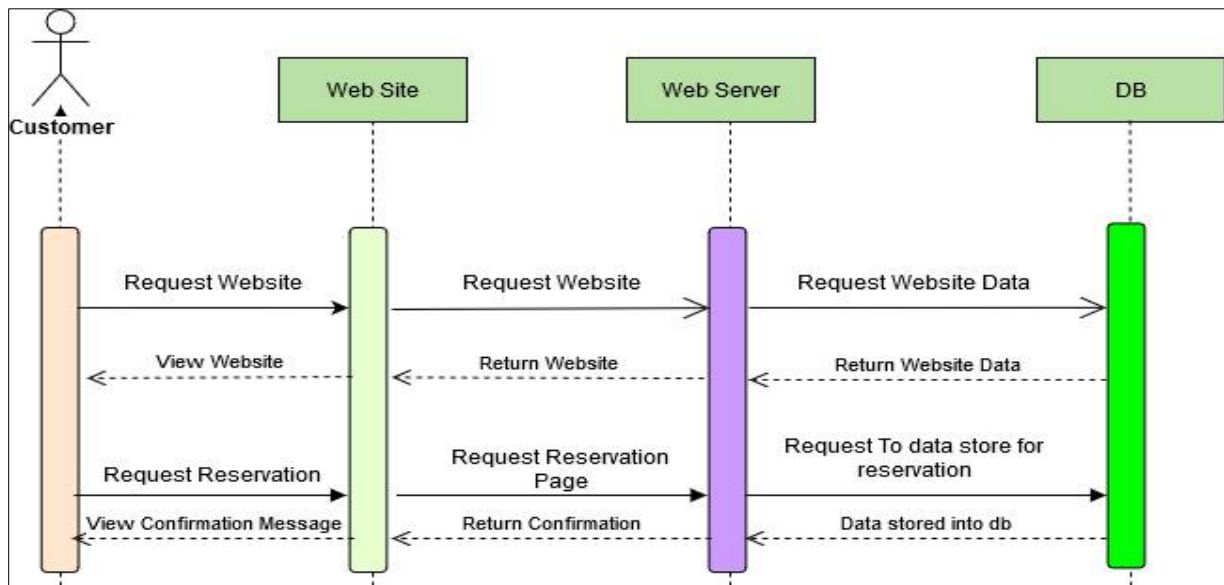 Customer
Web Site
Web Server
DB
Request Website
Request Website
Request Website Data
View Website
Return Website
Return Website Data
Request Reservation
Request Reservation
Page
Request To data store for
reservation
View Confirmation Message
Return Confirmation
Data stored into db